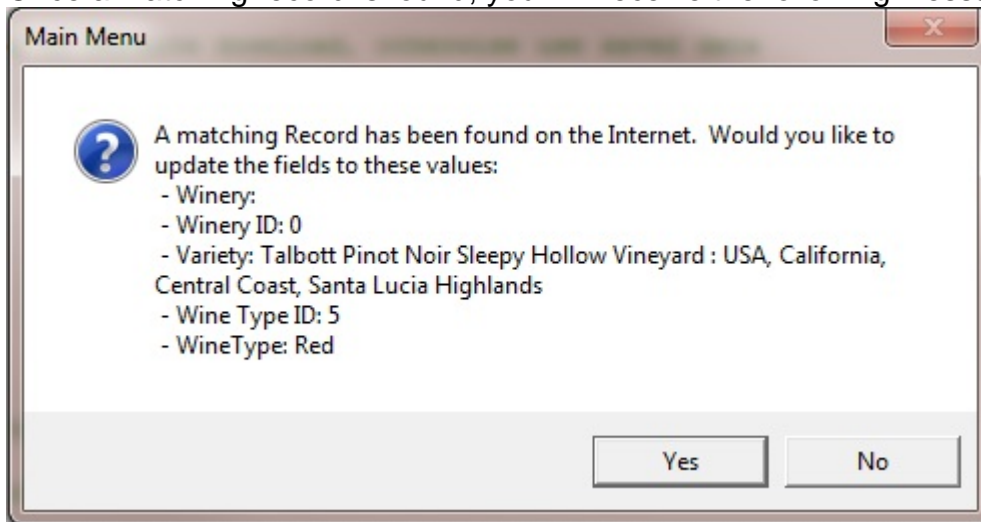 Main Menu
A matching Record has been found on the Internet.  Would you like to
update the fields to these values:
- Winery:
- Winery ID: 0
- Variety: Talbott Pinot Noir Sleepy Hollow Vineyard : USA, California,
Central Coast, Santa Lucia Highlands
- Wine Type ID: 5
- WineType: Red
Yes
No